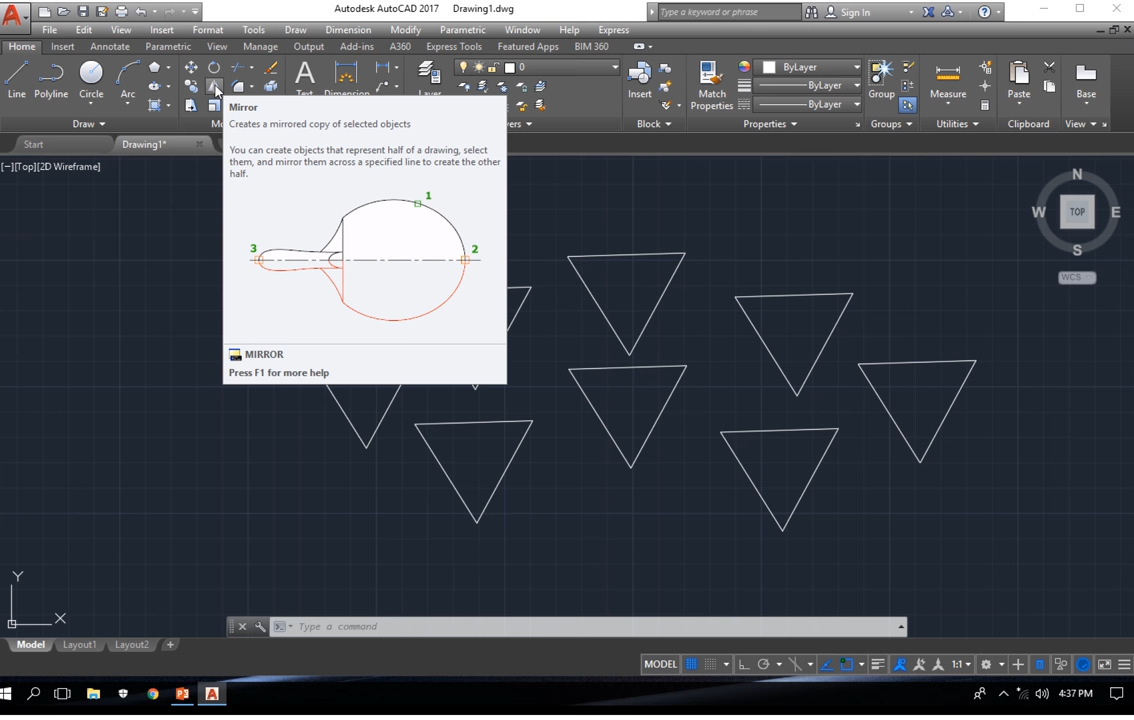 Autodesk AutoCAD 2017 Drawing1.dwg
Type a keyword or phrase
Sign In
File Edit View Insert Format Tools Draw Dimension Modify Parametric Window Help Express
Home Insert Annotate Parametric View Manage Output Add-ins A360 Express Tools Featured Apps BIM 360
0
ByLayer
ByLayer
ByLayer
Line Polyline Circle Arc
Text Dimension
Layer
Insert
Match
Properties
Group
Measure
Paste
Base
Draw
Block
Properties
Groups
Utilities
Clipboard
View
Start
Drawing1*
[−][Top][2D Wireframe]
Mirror
Creates a mirrored copy of selected objects
You can create objects that represent half of a drawing, select
them, and mirror them across a specified line to create the other
half.
1
3
2
MIRROR
Press F1 for more help
N
W TOP E
S
WCS
Y
X
Type a command
Model Layout1 Layout2 +
MODEL
1:1
4:37 PM